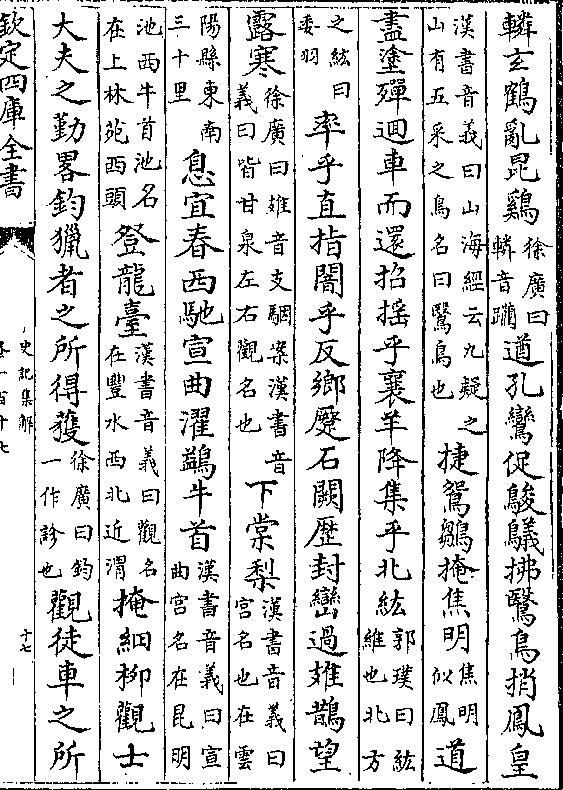 轔玄鶴亂昆鷄徐廣曰轔音躪遒孔鸞促鵔鸃拂鷖鳥捎鳳皇
漢書音義曰山海經云九疑之山有五采之鳥名曰鷖鳥也捷鴛鶵掩焦明焦明似鳳道
盡塗殫迴車而還招搖乎襄羊降集乎北紘郭璞曰紘維也北方
之紘曰委羽率乎直指闇乎反鄉蹷石闕歷封巒過䧿鵲望
露寒徐廣曰䧿音支駰案漢書音義曰皆甘泉左右觀名也下棠梨漢書音義曰宮名也在雲
陽縣東南三十里息宜春西馳宣曲濯鷁牛首漢書音義曰宣曲宮名在昆明
池西牛首池名在上林苑西頭登龍臺漢書音義曰觀名在豐水西北近渭掩細柳觀士
大夫之勤畧鈞獵者之所得獲徐廣曰鈞一作診也觀徒車之所
欽定四庫全書
史記集解
卷一百十七
十七